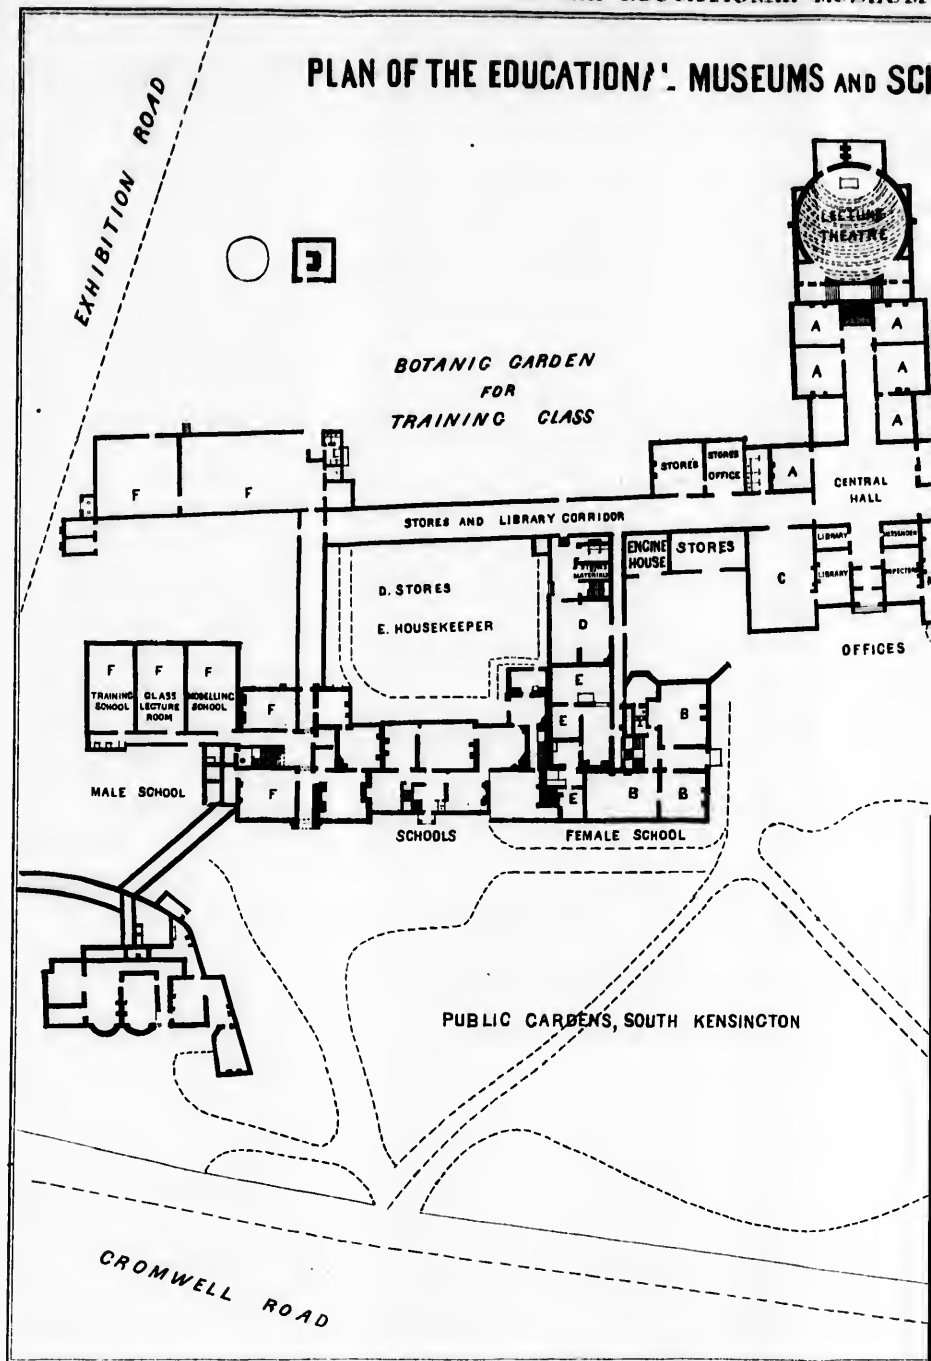 PLAN OF THE EDUCATIONAL MUSEUMS AND SCH
EXHIBITION ROAD
LECTURE
THEATRE
A A
A A
A
BOTANIC GARDEN
FOR
TRAINING CLASS
F F
STORES
STORES
OFFICE
A
CENTRAL
HALL
STORES AND LIBRARY CORRIDOR
ENGINE
HOUSE
STORES
C
LIBRARY
LIBRARY
OFFICES
D. STORES
E. HOUSEKEEPER
D
E
E
E
F
TRAINING
SCHOOL
F
CLASS
LECTURE
ROOM
F
MODELLING
SCHOOL
F
F
B
B
B
MALE SCHOOL
SCHOOLS
FEMALE SCHOOL
PUBLIC GARDENS, SOUTH KENSINGTON
CROMWELL ROAD